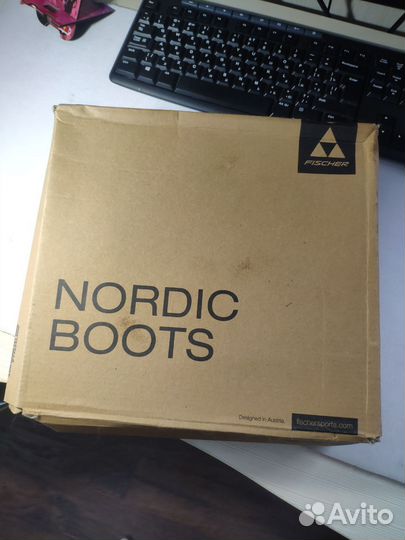 FISCHER
NORDIC
BOOTS
Designed in Austria.
fischersports.com
Avito